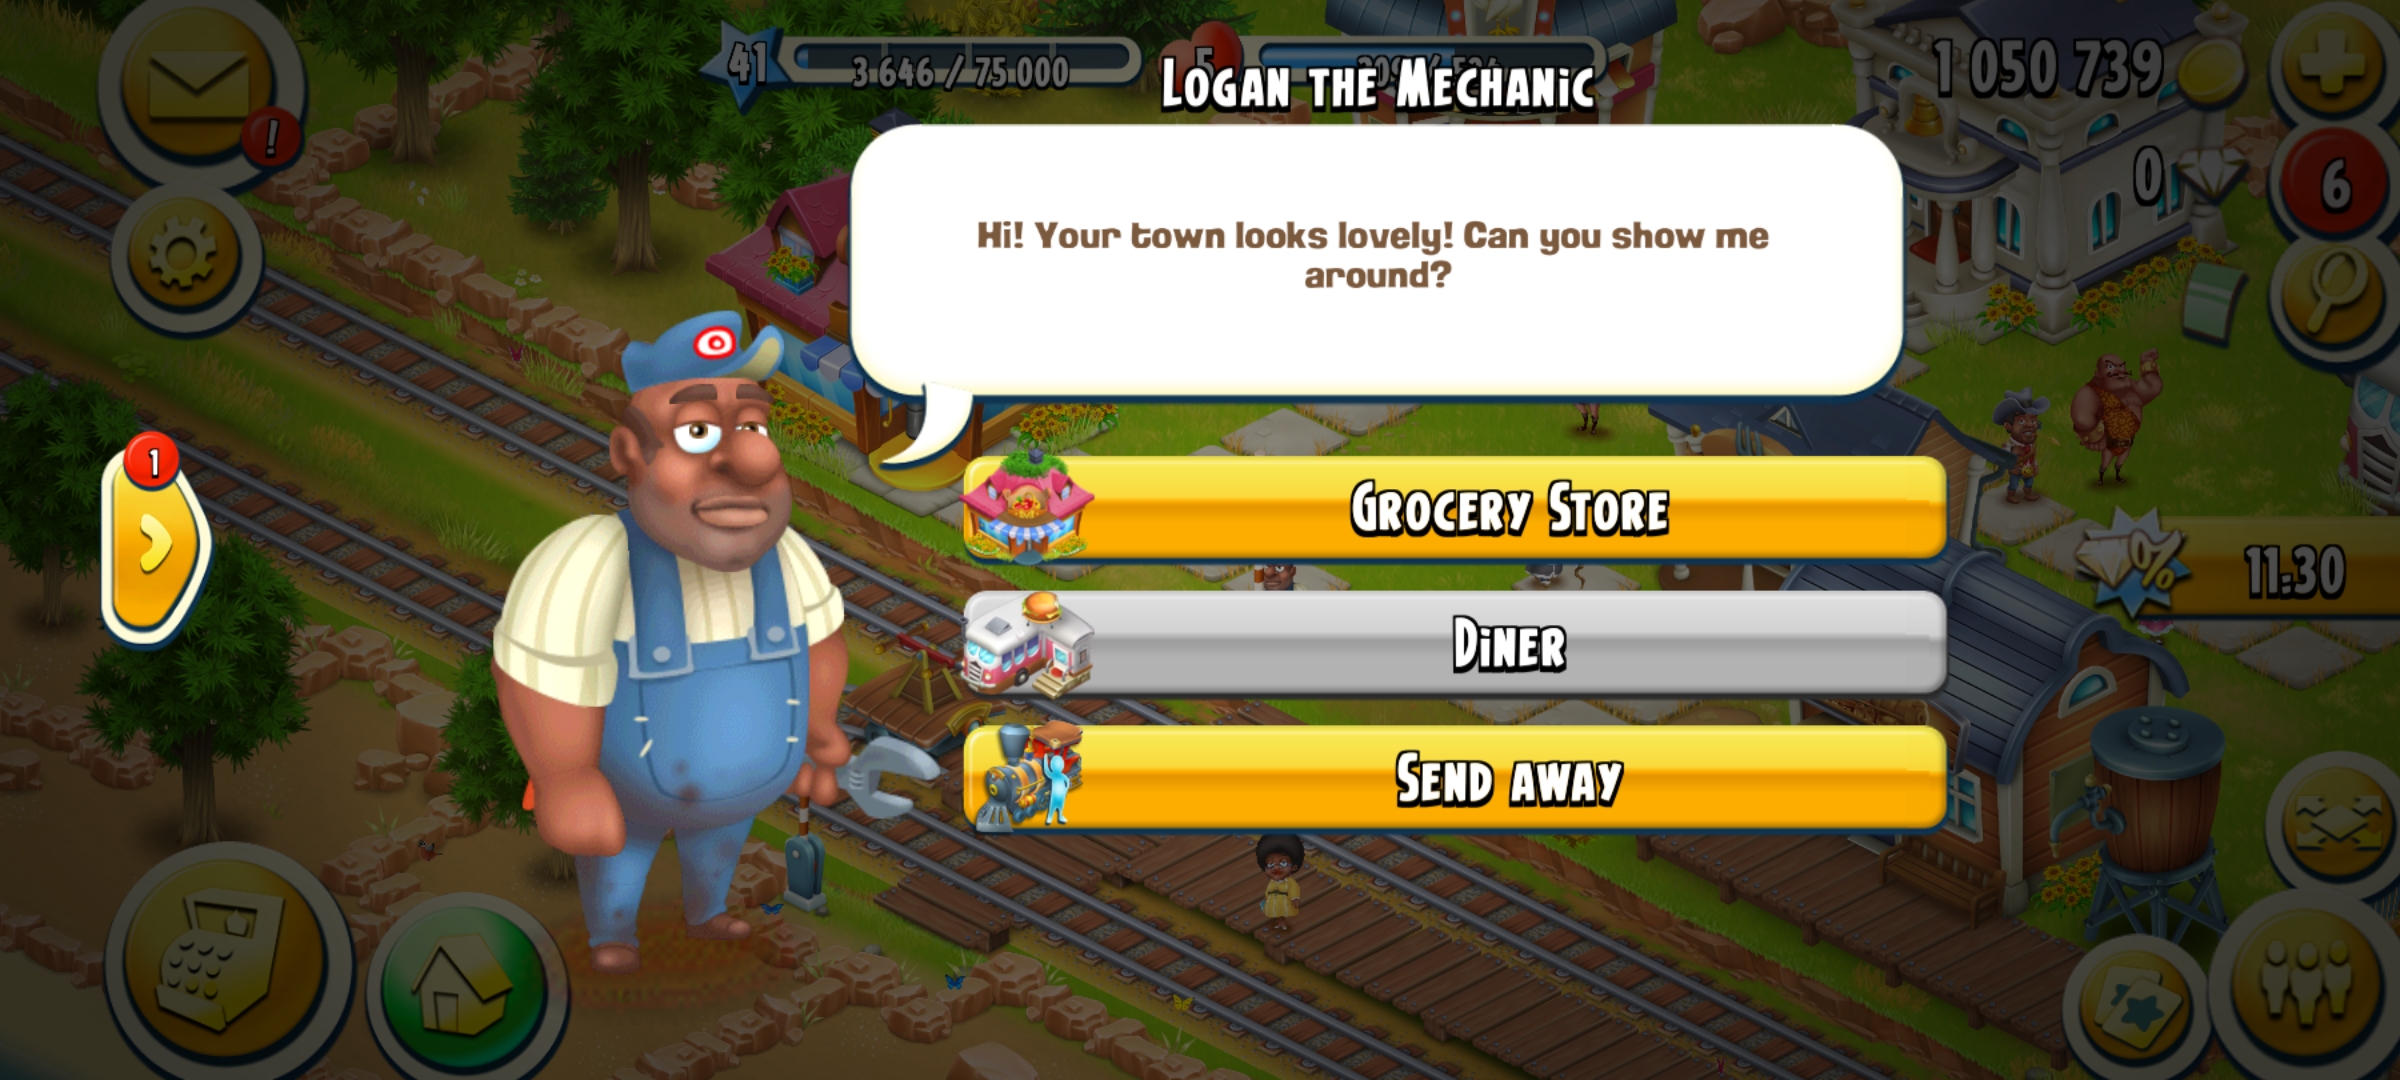 41
3 646 / 75 000
5
1 050 739
LOGAN THE MECHANIC
!
0
6
Hi! Your town looks lovely! Can you show me
around?
1
GROCERY STORE
%
11:30
DINER
SEND AWAY